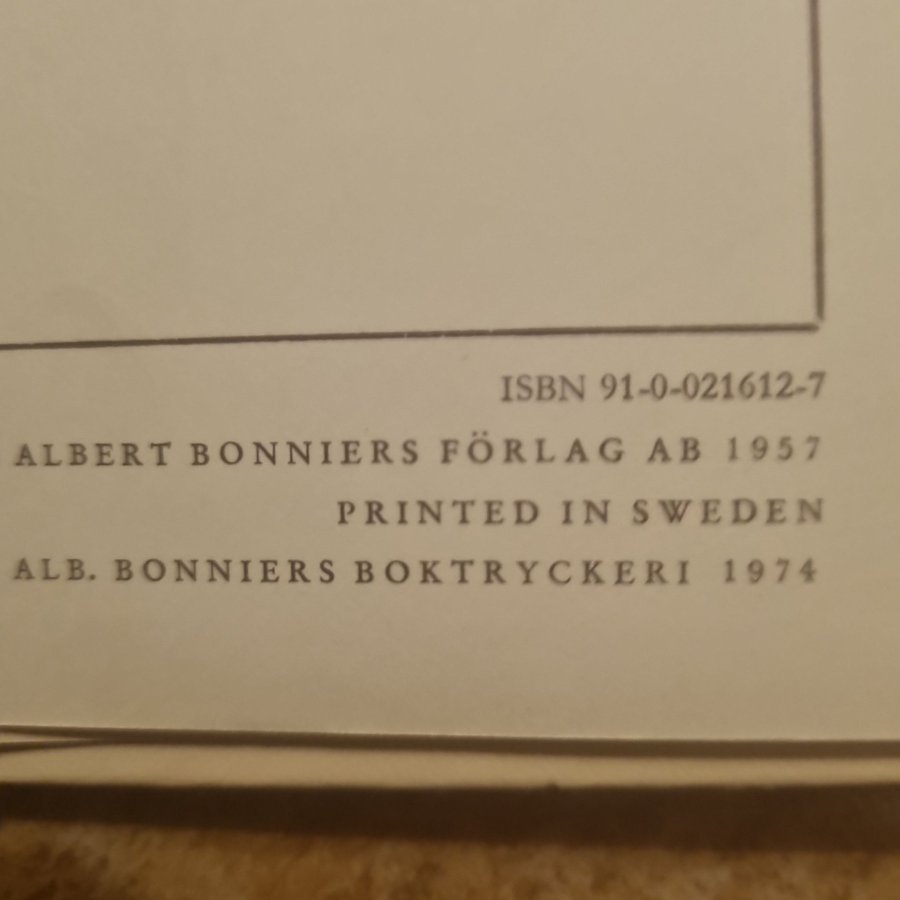 ISBN 91-0-021612-7
ALBERT BONNIERS FÖRLAG AB 1957
PRINTED IN SWEDEN
ALB. BONNIERS BOKTRYCKERI 1974